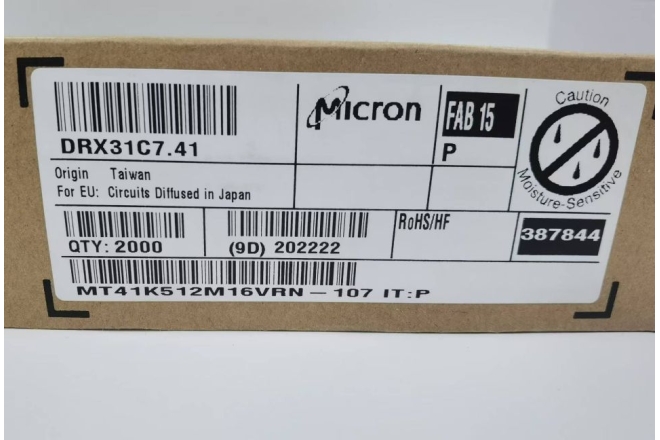 Micron
FAB 15
P
Caution
Moisture-Sensitive
DRX31C7.41
Origin Taiwan
For EU: Circuits Diffused in Japan
QTY: 2000
(9D) 202222
RoHS/HF
387844
MT41K512M16VRN - 107 IT:P